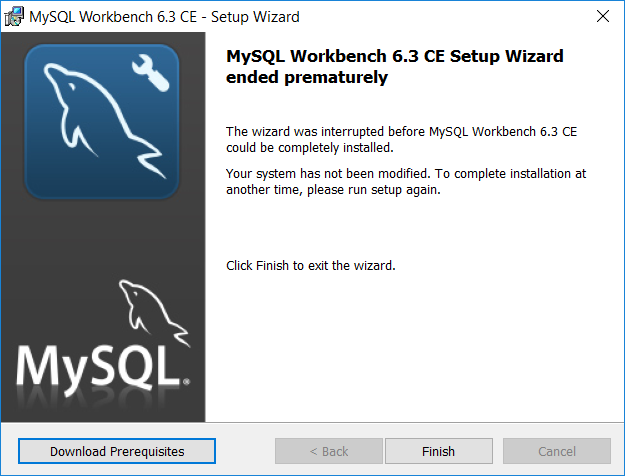 MySQL Workbench 6.3 CE - Setup Wizard
MySQL Workbench 6.3 CE Setup Wizard
ended prematurely
The wizard was interrupted before MySQL Workbench 6.3 CE
could be completely installed.
Your system has not been modified. To complete installation at
another time, please run setup again.
Click Finish to exit the wizard.
MySQL®
Download Prerequisites
< Back
Finish
Cancel